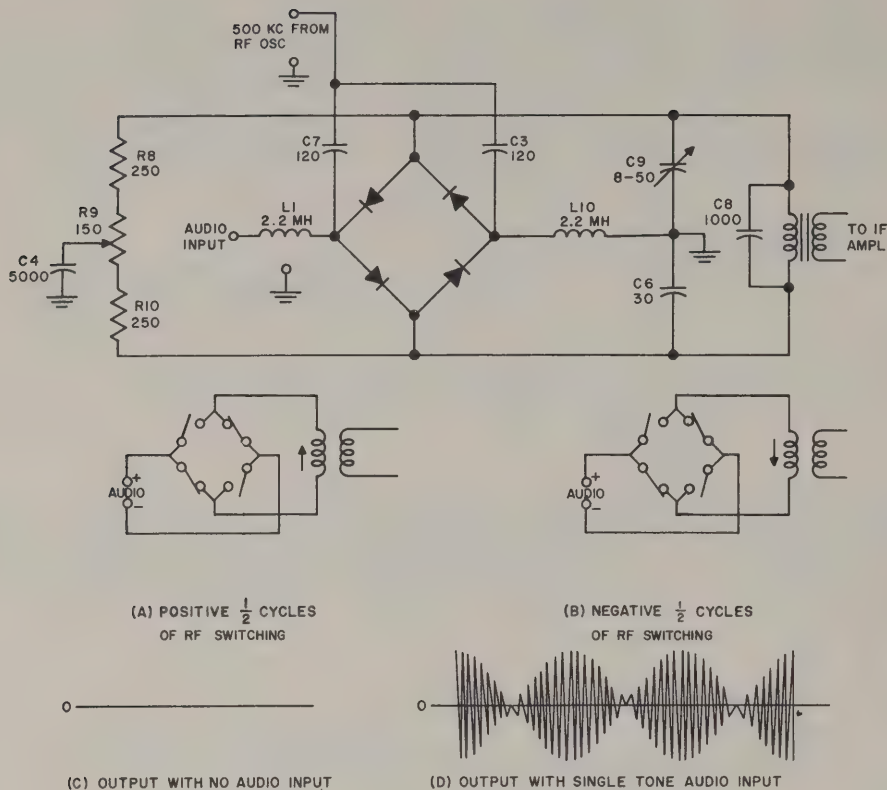 500 KC FROM
RF OSC
R8
250
R9
150
C4
5000
R10
250
C7
120
C3
120
L1
2.2 MH
AUDIO
INPUT
L10
2.2 MH
C9
8-50
C8
1000
C6
30
TO IF
AMPL
+
AUDIO
-
+
AUDIO
-
(A) POSITIVE 1/2 CYCLES
OF RF SWITCHING
(B) NEGATIVE 1/2 CYCLES
OF RF SWITCHING
0
0
(C) OUTPUT WITH NO AUDIO INPUT
(D) OUTPUT WITH SINGLE TONE AUDIO INPUT